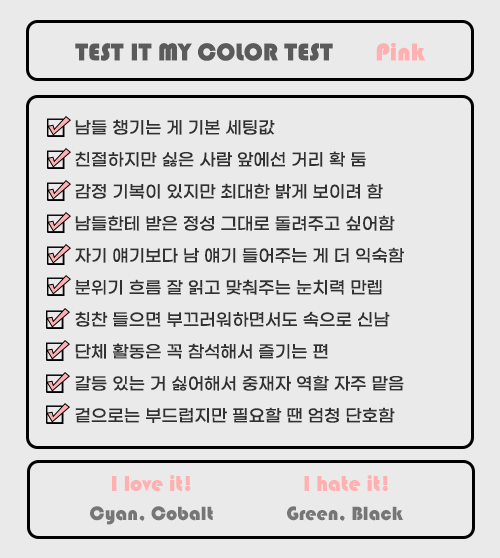 TEST IT MY COLOR TEST Pink
남들 챙기는 게 기본 세팅값
친절하지만 싫은 사람 앞에선 거리 확 둠
감정 기복이 있지만 최대한 밝게 보이려 함
남들한테 받은 정성 그대로 돌려주고 싶어함
자기 얘기보다 남 얘기 들어주는 게 더 익숙함
분위기 흐름 잘 읽고 맞춰주는 눈치력 만렙
칭찬 들으면 부끄러워하면서도 속으로 신남
단체 활동은 꼭 참석해서 즐기는 편
갈등 있는 거 싫어해서 중재자 역할 자주 맡음
겉으로는 부드럽지만 필요할 땐 엄청 단호함
I love it! I hate it!
Cyan, Cobalt Green, Black